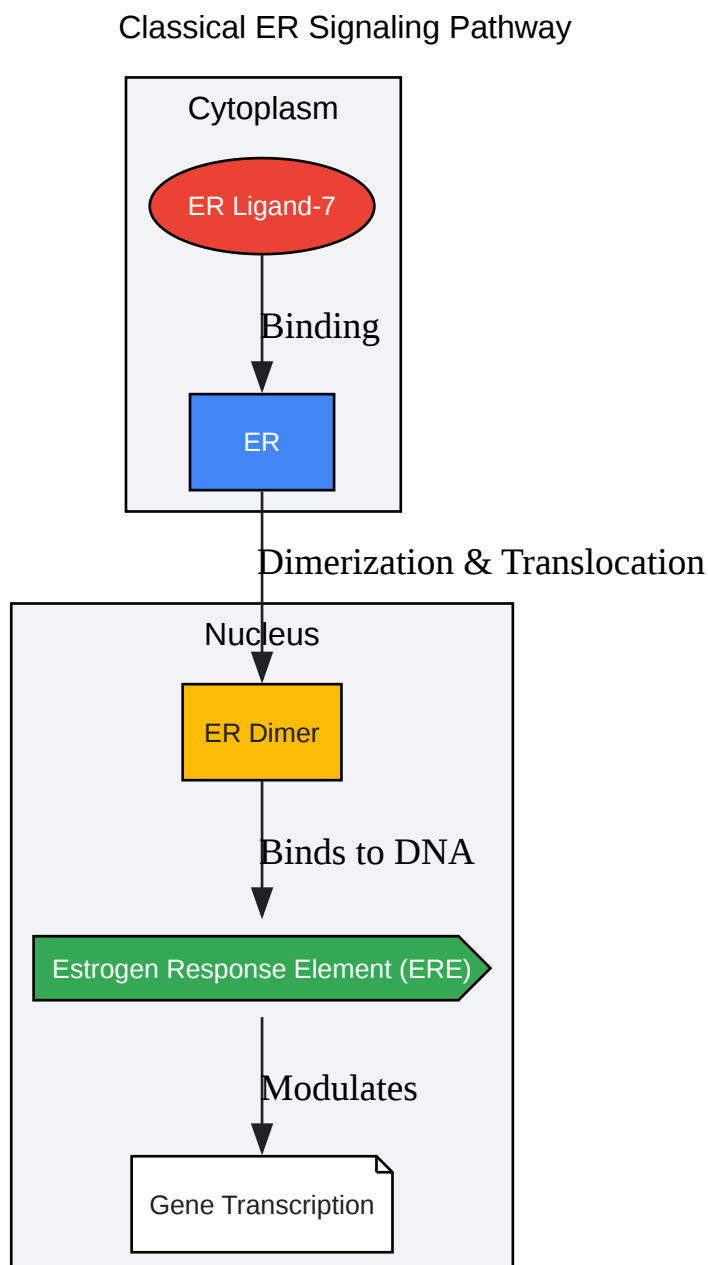 Classical ER Signaling Pathway
Cytoplasm
ER Ligand-7
Binding
ER
Dimerization & Translocation
Nucleus
ER Dimer
Binds to DNA
Estrogen Response Element (ERE)
Modulates
Gene Transcription